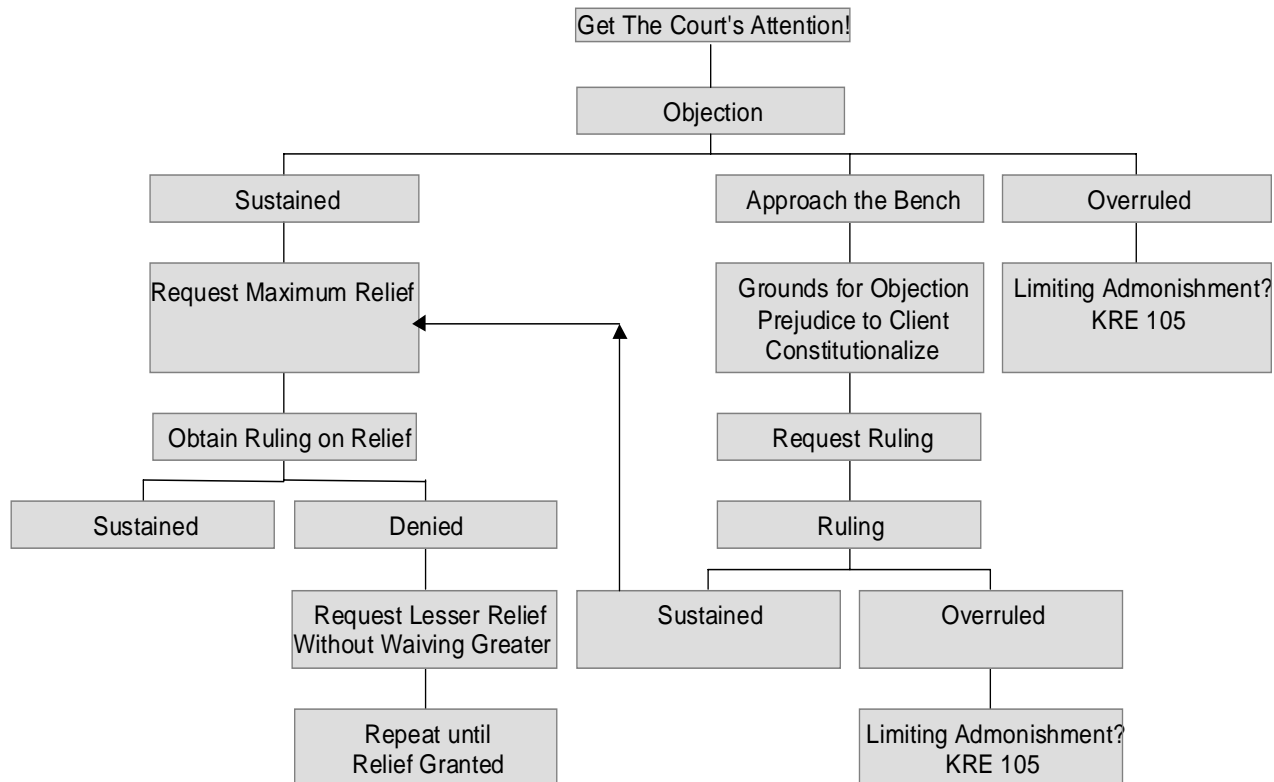 Get The Court's Attention!
Objection
Sustained
Approach the Bench
Overruled
Request Maximum Relief
Grounds for Objection
Prejudice to Client
Constitutionalize
Limiting Admonishment?
KRE 105
Obtain Ruling on Relief
Request Ruling
Sustained
Denied
Ruling
Request Lesser Relief
Without Waiving Greater
Sustained
Overruled
Repeat until
Relief Granted
Limiting Admonishment?
KRE 105